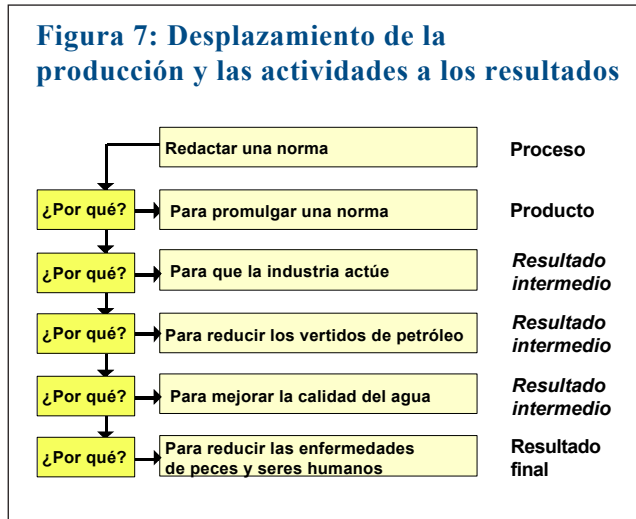 Figura 7: Desplazamiento de la
producción y las actividades a los resultados
Redactar una norma
Proceso
¿Por qué?
Para promulgar una norma
Producto
¿Por qué?
Para que la industria actúe
Resultado
intermedio
¿Por qué?
Para reducir los vertidos de petróleo
Resultado
intermedio
¿Por qué?
Para mejorar la calidad del agua
Resultado
intermedio
¿Por qué?
Para reducir las enfermedades
de peces y seres humanos
Resultado
final